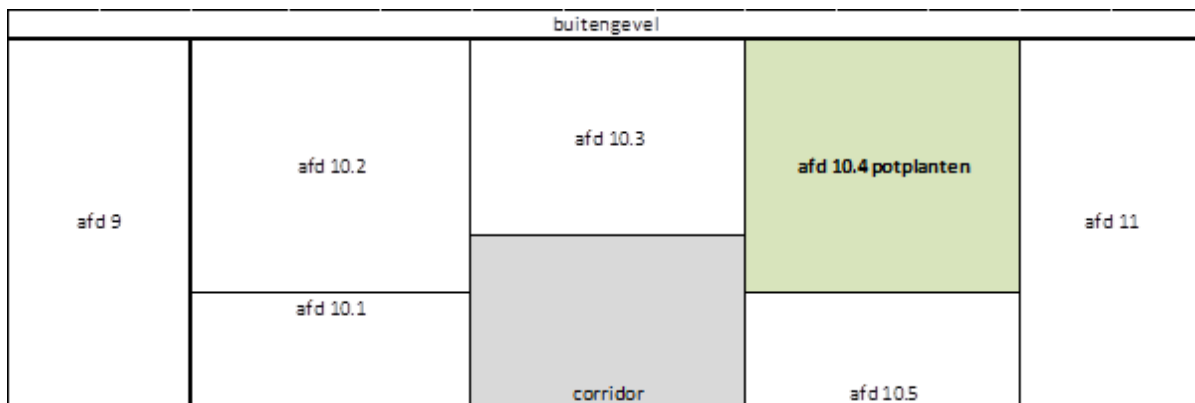 buitengevel
afd 9
afd 10.2
afd 10.3
afd 10.4 potplanten
afd 11
afd 10.1
corridor
afd 10.5